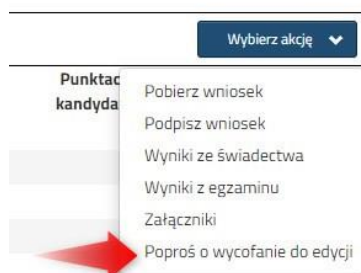 Wybierz akcję
Punktac
kandyda
Pobierz wniosek
Podpisz wniosek
Wyniki ze świadectwa
Wyniki z egzaminu
Załączniki
Poproś o wycofanie do edycji